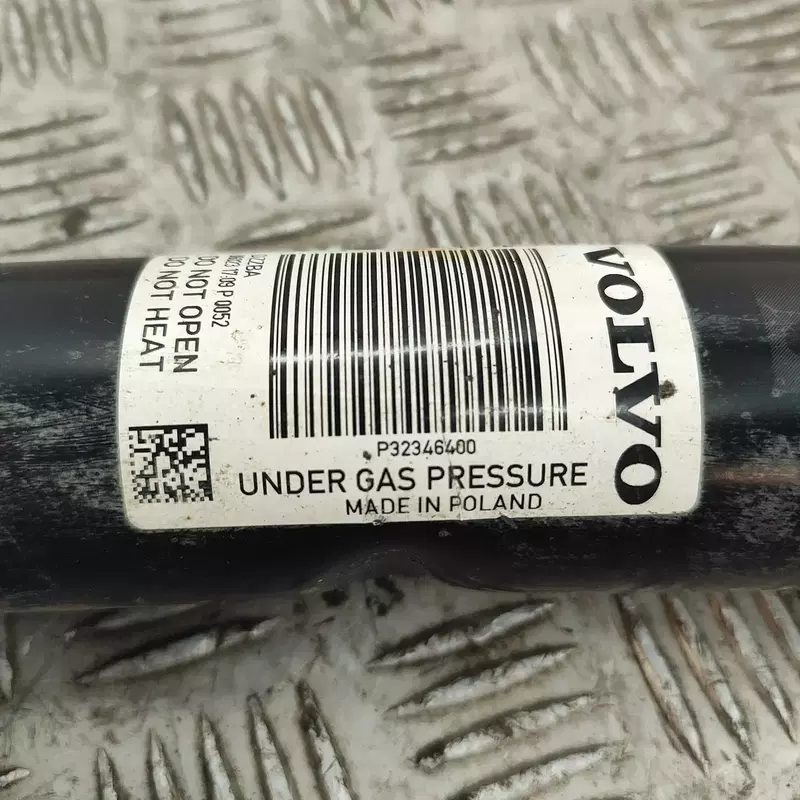 VOLVO
P32346400
UNDER GAS PRESSURE
MADE IN POLAND
DO NOT OPEN
DO NOT HEAT